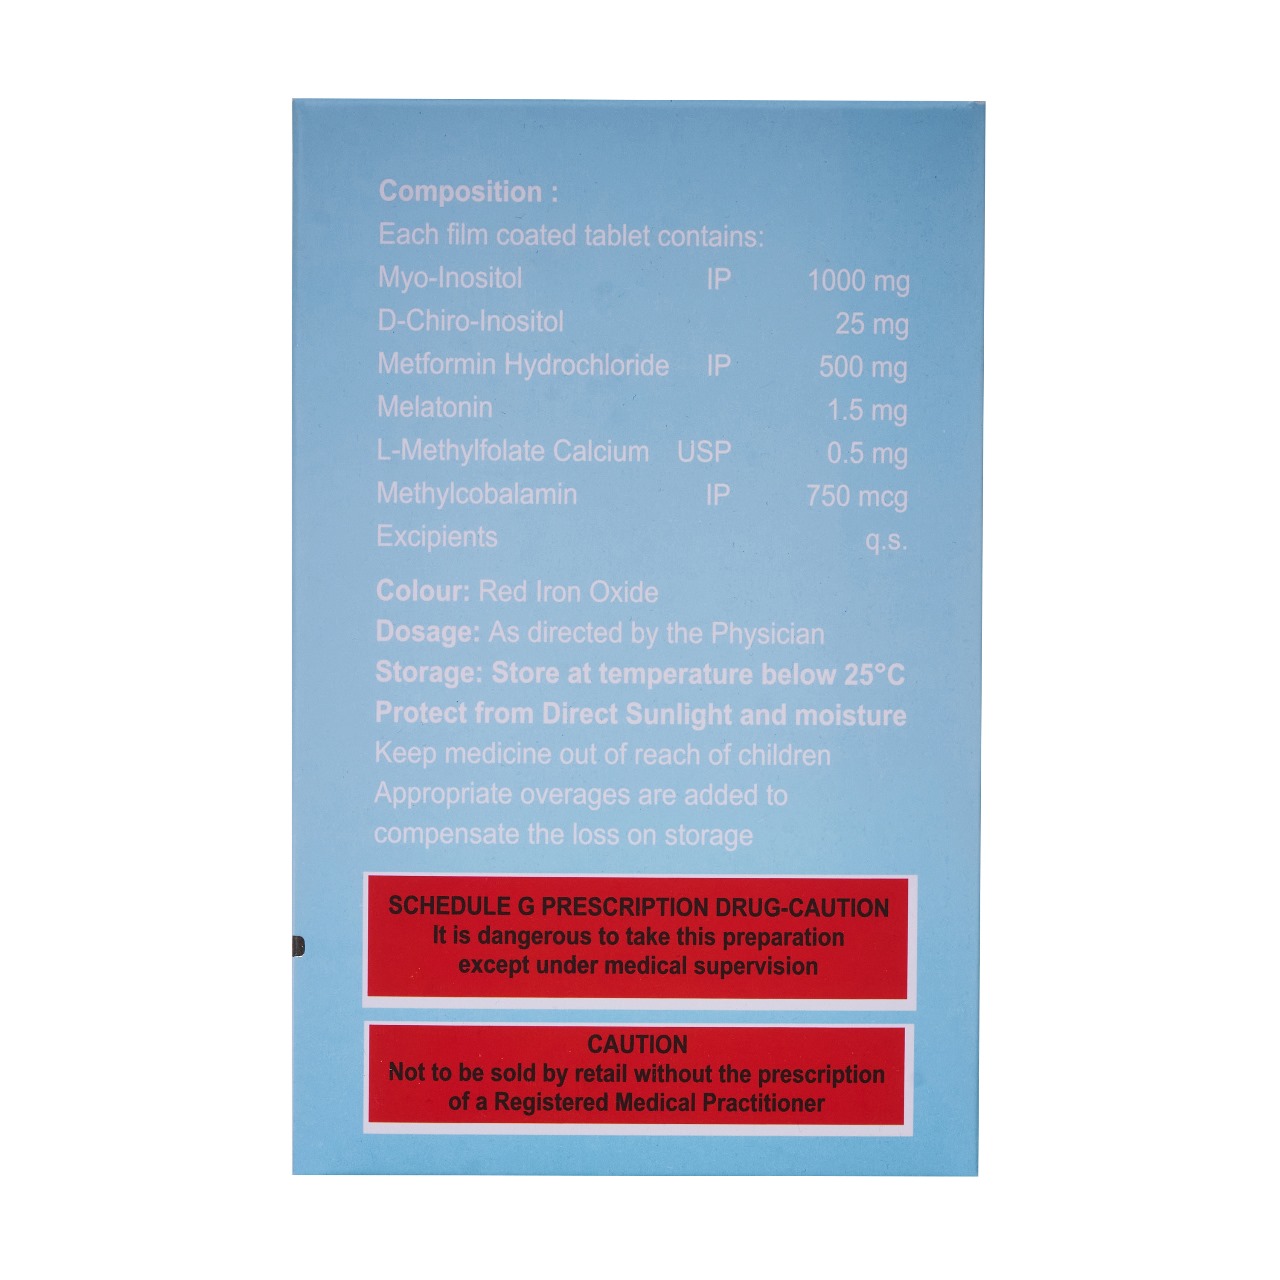 Composition :
Each film coated tablet contains:
Myo-Inositol IP 1000 mg
D-Chiro-Inositol 25 mg
Metformin Hydrochloride IP 500 mg
Melatonin 1.5 mg
L-Methylfolate Calcium USP 0.5 mg
Methylcobalamin IP 750 mcg
Excipients q.s.
Colour: Red Iron Oxide
Dosage: As directed by the Physician
Storage: Store at temperature below 25°C
Protect from Direct Sunlight and moisture
Keep medicine out of reach of children
Appropriate overages are added to
compensate the loss on storage
SCHEDULE G PRESCRIPTION DRUG-CAUTION
It is dangerous to take this preparation
except under medical supervision
CAUTION
Not to be sold by retail without the prescription
of a Registered Medical Practitioner